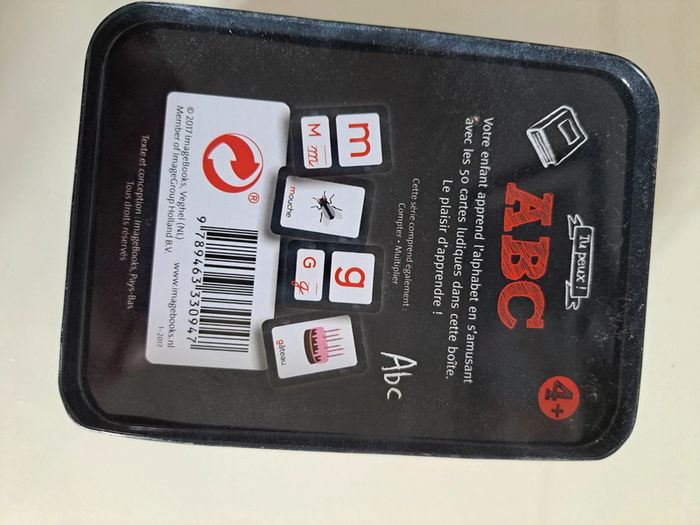 Tu peux !
ABC
4+
Votre enfant apprend l'alphabet en s'amusant
avec les 50 cartes ludiques dans cette boîte.
Le plaisir d'apprendre !
Abc
Cette série comprend également :
Compter • Multiplier
m
M m
mouche
g
G g
gâteau
®
9 789463 330947
© 2017 ImageBooks, Veghel (NL)
Member of ImageGroup Holland B.V.
www.imagebooks.nl
1-2017
Texte et conception : ImageBooks, Pays-Bas
Tous droits réservés